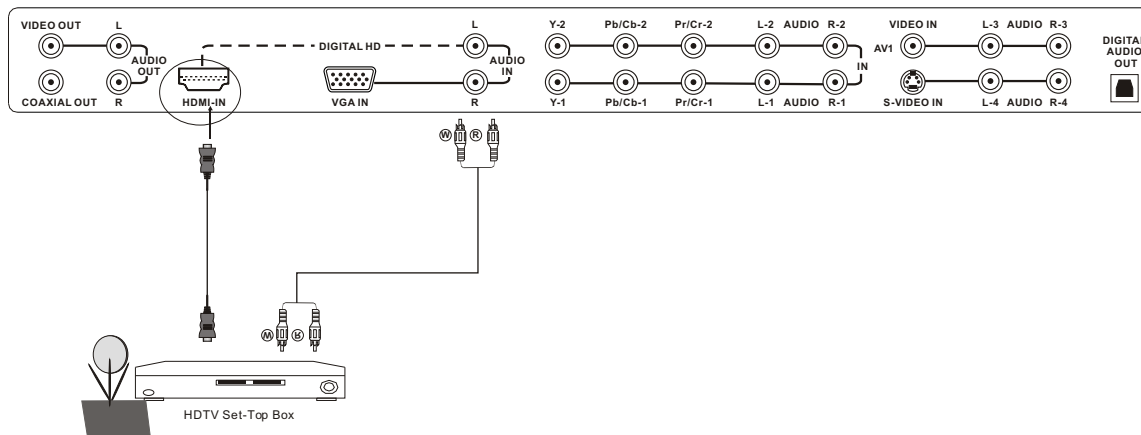 VIDEO OUT L
AUDIO OUT
COAXIAL OUT R
HDMI-IN
DIGITAL HD
VGA IN
L
AUDIO IN
R
Y-2 Pb/Cb-2 Pr/Cr-2 L-2 AUDIO R-2
IN
Y-1 Pb/Cb-1 Pr/Cr-1 L-1 AUDIO R-1
VIDEO IN L-3 AUDIO R-3
AV1
S-VIDEO IN L-4 AUDIO R-4
DIGITAL
AUDIO
OUT
W R
W R
HDTV Set-Top Box